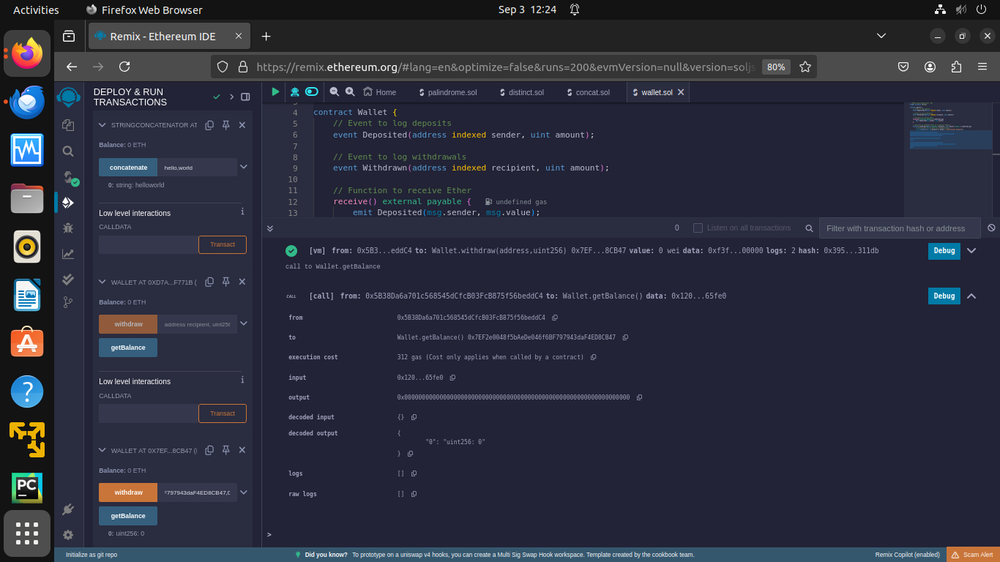 Activities
Firefox Web Browser
Sep 3 12:24
Remix - Ethereum IDE
https://remix.ethereum.org/#lang=en&optimize=false&runs=200&evmVersion=null&version=soljs
80%
DEPLOY & RUN
TRANSACTIONS
Home
palindrome.sol
distinct.sol
concat.sol
wallet.sol
STRINGCONCATENATOR AT
Balance: 0 ETH
concatenate
hello,world
0: string: helloworld
Low level interactions
i
CALLDATA
Transact
WALLET AT 0XD7A...F771B (
Balance: 0 ETH
withdraw
address recipient, uint256
getBalance
Low level interactions
i
CALLDATA
Transact
WALLET AT 0X7EF...8CB47 (
Balance: 0 ETH
withdraw
F797943daF4ED8CB47,0
getBalance
0: uint256: 0
4 contract Wallet {
5 // Event to log deposits
6 event Deposited(address indexed sender, uint amount);
7
8 // Event to log withdrawals
9 event Withdrawn(address indexed recipient, uint amount);
10
11 // Function to receive Ether
12 receive() external payable { undefined gas
13 emit Deposited(msg.sender, msg.value);
0
Listen on all transactions
Filter with transaction hash or address
[vm] from: 0x5B3...eddC4 to: Wallet.withdraw(address,uint256) 0x7EF...8CB47 value: 0 wei data: 0xf3f...00000 logs: 2 hash: 0x395...311db
Debug
call to Wallet.getBalance
CALL
[call] from: 0x5B38Da6a701c568545dCfcB03FcB875f56beddC4 to: Wallet.getBalance() data: 0x120...65fe0
Debug
from 0x5B38Da6a701c568545dCfcB03FcB875f56beddC4
to Wallet.getBalance() 0x7EF2e0048f5bAeDe046f6BF797943daF4ED8CB47
execution cost 312 gas (Cost only applies when called by a contract)
input 0x120...65fe0
output 0x0000000000000000000000000000000000000000000000000000000000000000
decoded input {}
decoded output {
"0": "uint256: 0"
}
logs []
raw logs []
>
Initialize as git repo
Did you know? To prototype on a uniswap v4 hooks, you can create a Multi Sig Swap Hook workspace. Template created by the cookbook team.
Remix Copilot (enabled)
Scam Alert
PC